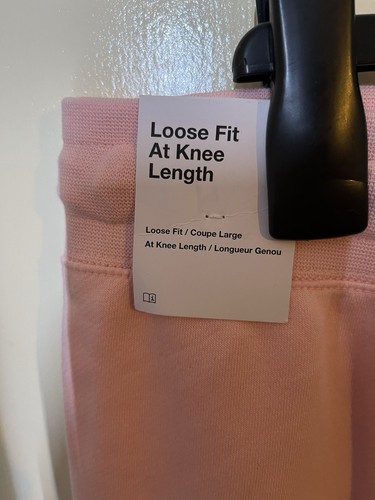 Loose Fit
At Knee
Length
Loose Fit / Coupe Large
At Knee Length / Longueur Genou